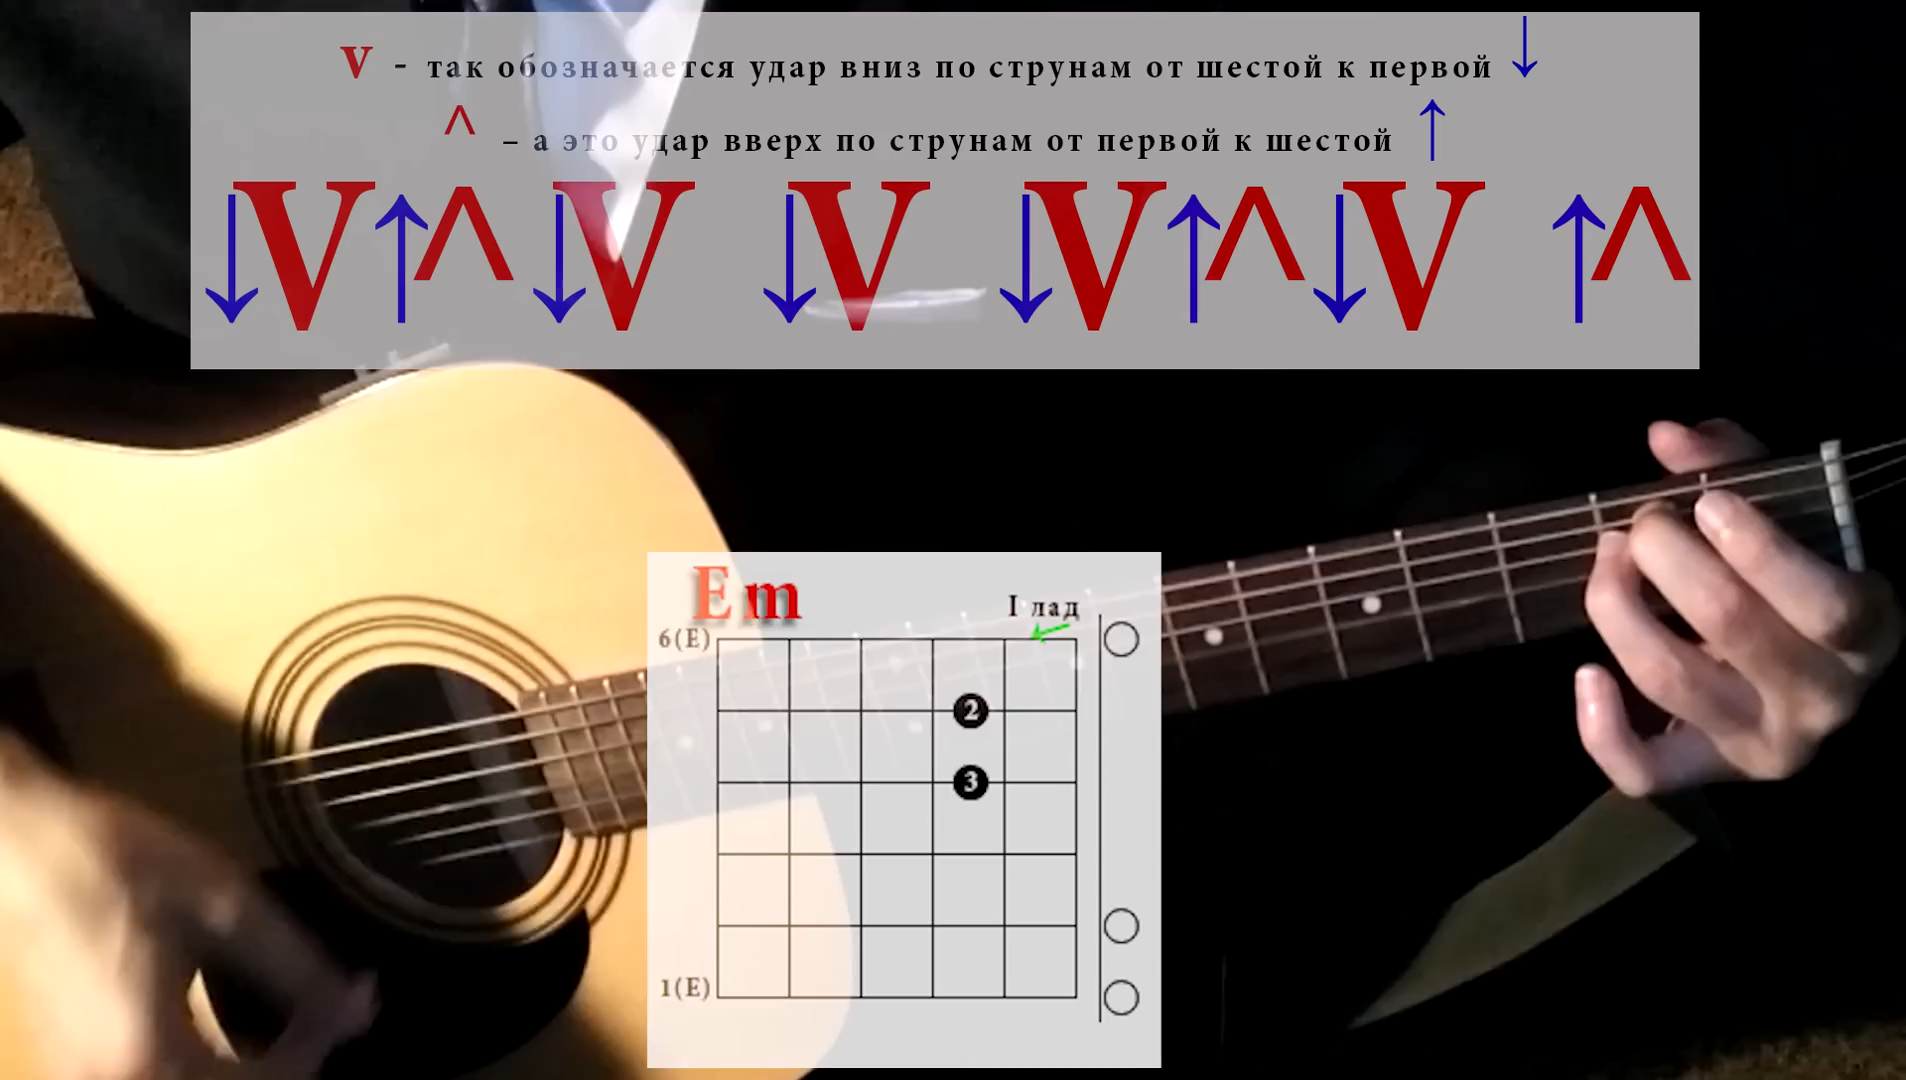 V - так обозначается удар вниз по струнам от шестой к первой ↓
^ – а это удар вверх по струнам от первой к шестой ↑
↓V ↑^ ↓V ↓V ↓V ↑^ ↓V ↑^
Em
I лад
6(E)
2
3
1(E)